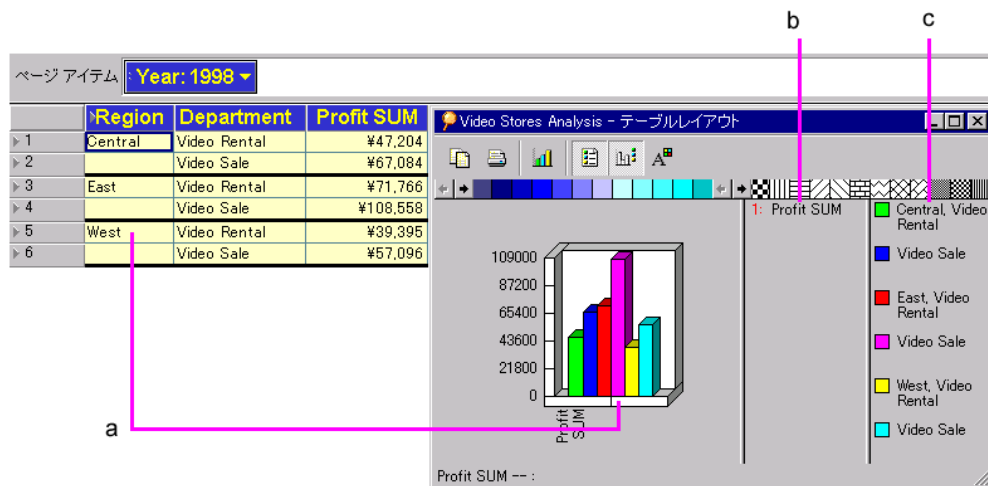 b
c
ページ アイテム
Year: 1998
Region Department Profit SUM
1 Central Video Rental ¥47,204
2 Video Sale ¥67,084
3 East Video Rental ¥71,766
4 Video Sale ¥108,558
5 West Video Rental ¥39,395
6 Video Sale ¥57,096
a
Video Stores Analysis - テーブルレイアウト
109000
87200
65400
43600
21800
0
Profit
SUM
1: Profit SUM
Central, Video
Rental
Video Sale
East, Video
Rental
Video Sale
West, Video
Rental
Video Sale
Profit SUM -- :